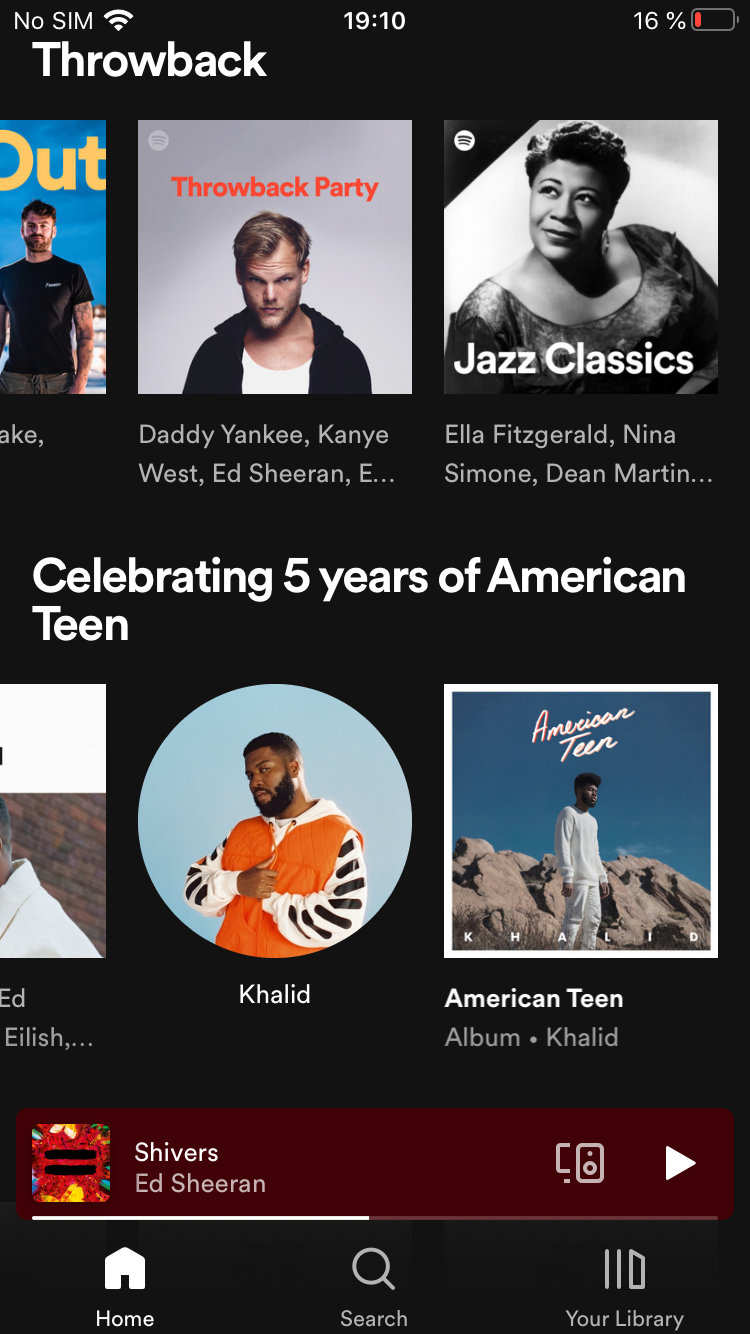 No SIM 19:10 16 %
Throwback
Out
Throwback Party
Jazz Classics
ake,
Daddy Yankee, Kanye
West, Ed Sheeran, E...
Ella Fitzgerald, Nina
Simone, Dean Martin...
Celebrating 5 years of American
Teen
American
Teen
K H A L I D
Ed
Eilish,...
Khalid
American Teen
Album • Khalid
Shivers
Ed Sheeran
Home
Search
Your Library